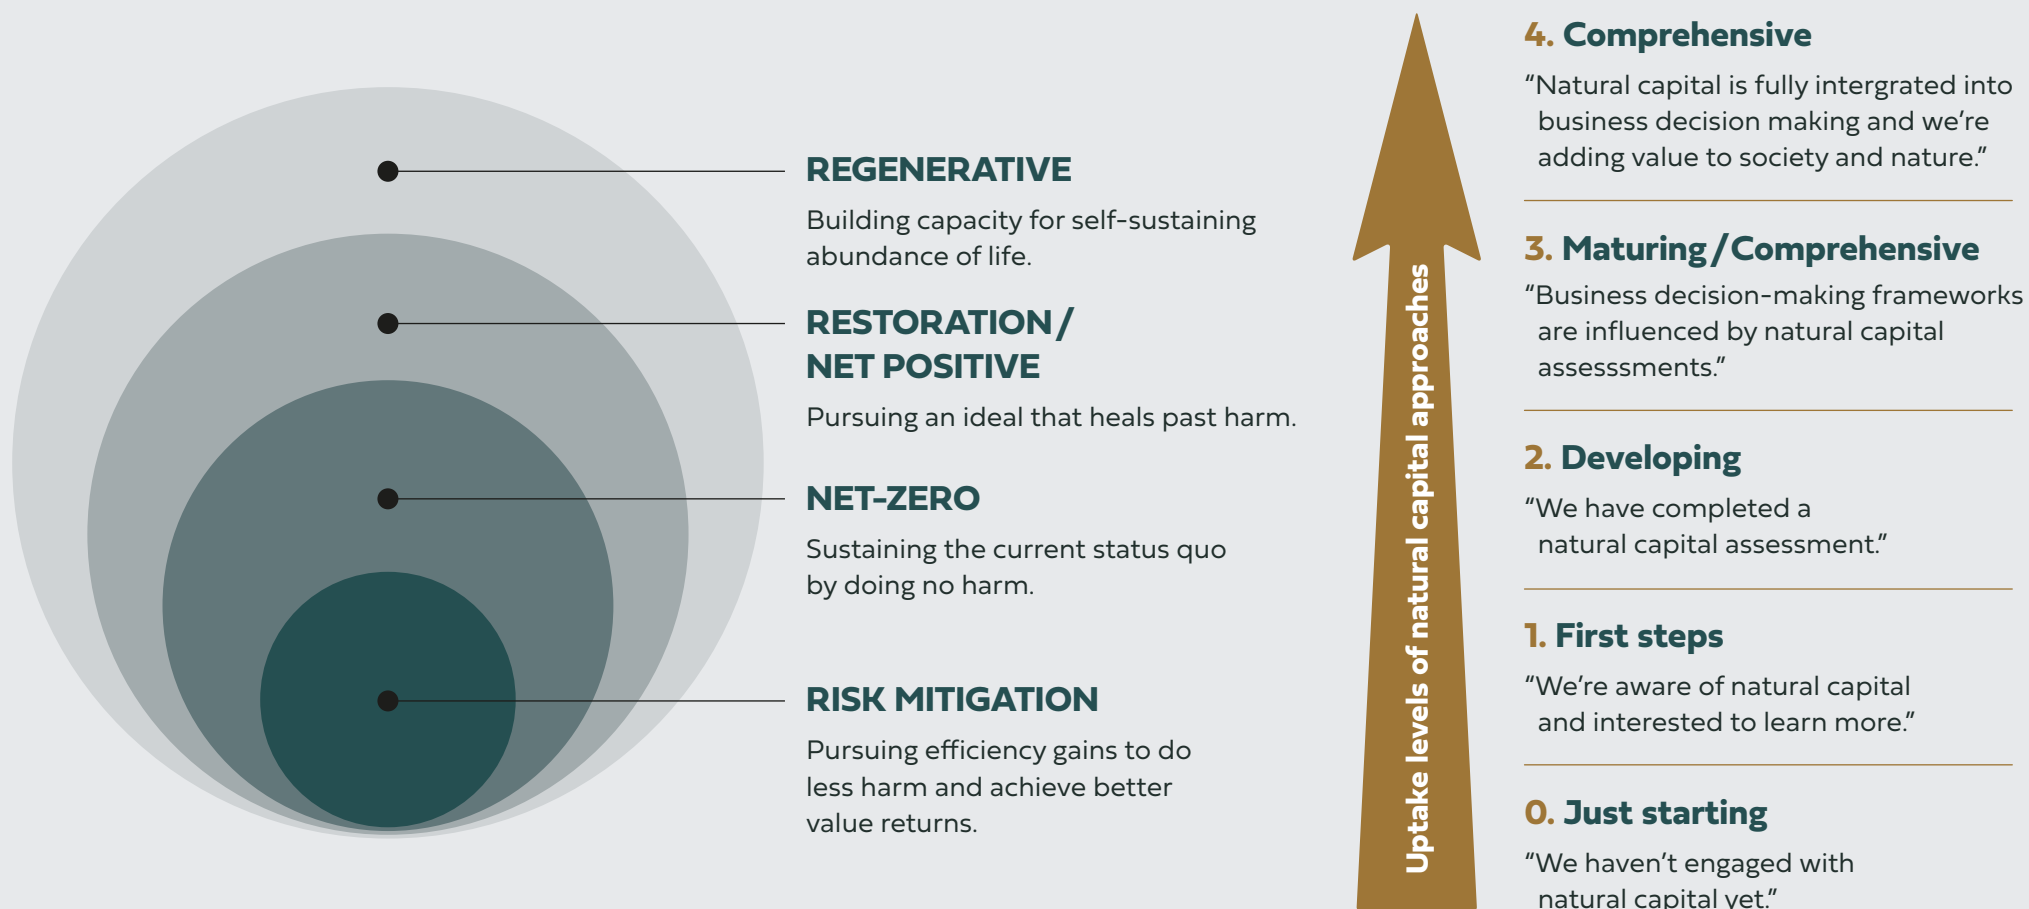 REGENERATIVE
Building capacity for self-sustaining
abundance of life.
RESTORATION/
NET POSITIVE
Pursuing an ideal that heals past harm.
NET-ZERO
Sustaining the current status quo
by doing no harm.
RISK MITIGATION
Pursuing efficiency gains to do
less harm and achieve better
value returns.
Uptake levels of natural capital approaches
4. Comprehensive
“Natural capital is fully intergrated into
business decision making and we’re
adding value to society and nature.”
3. Maturing/Comprehensive
“Business decision-making frameworks
are influenced by natural capital
assesssments.”
2. Developing
“We have completed a
natural capital assessment.”
1. First steps
“We’re aware of natural capital
and interested to learn more.”
0. Just starting
“We haven’t engaged with
natural capital yet.”